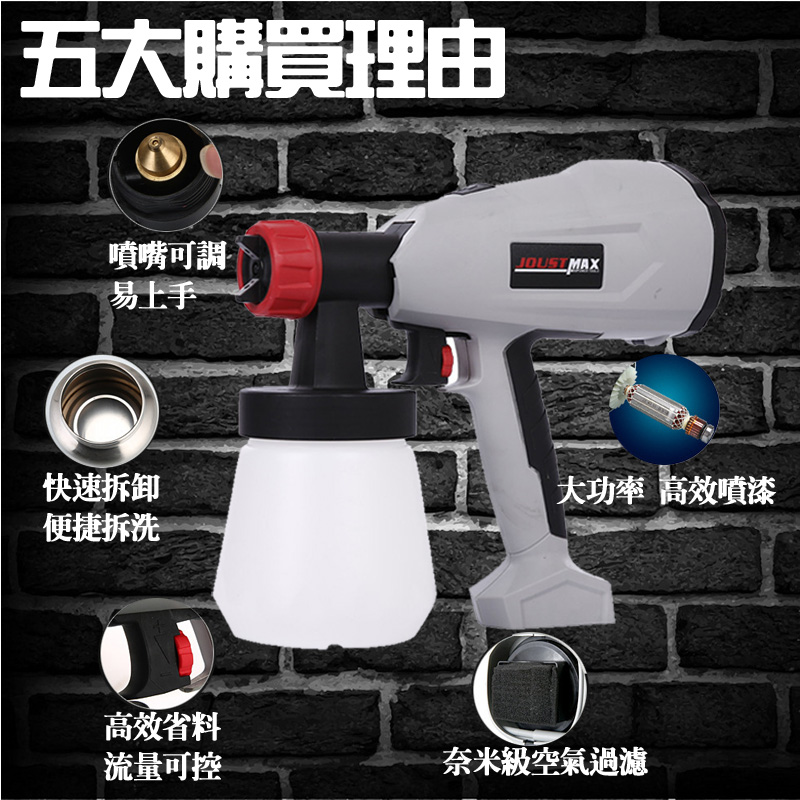 五大購買理由
噴嘴可調
易上手
JOUST MAX
快速拆卸
便捷拆洗
大功率 高效噴漆
高效省料
流量可控
奈米級空氣過濾